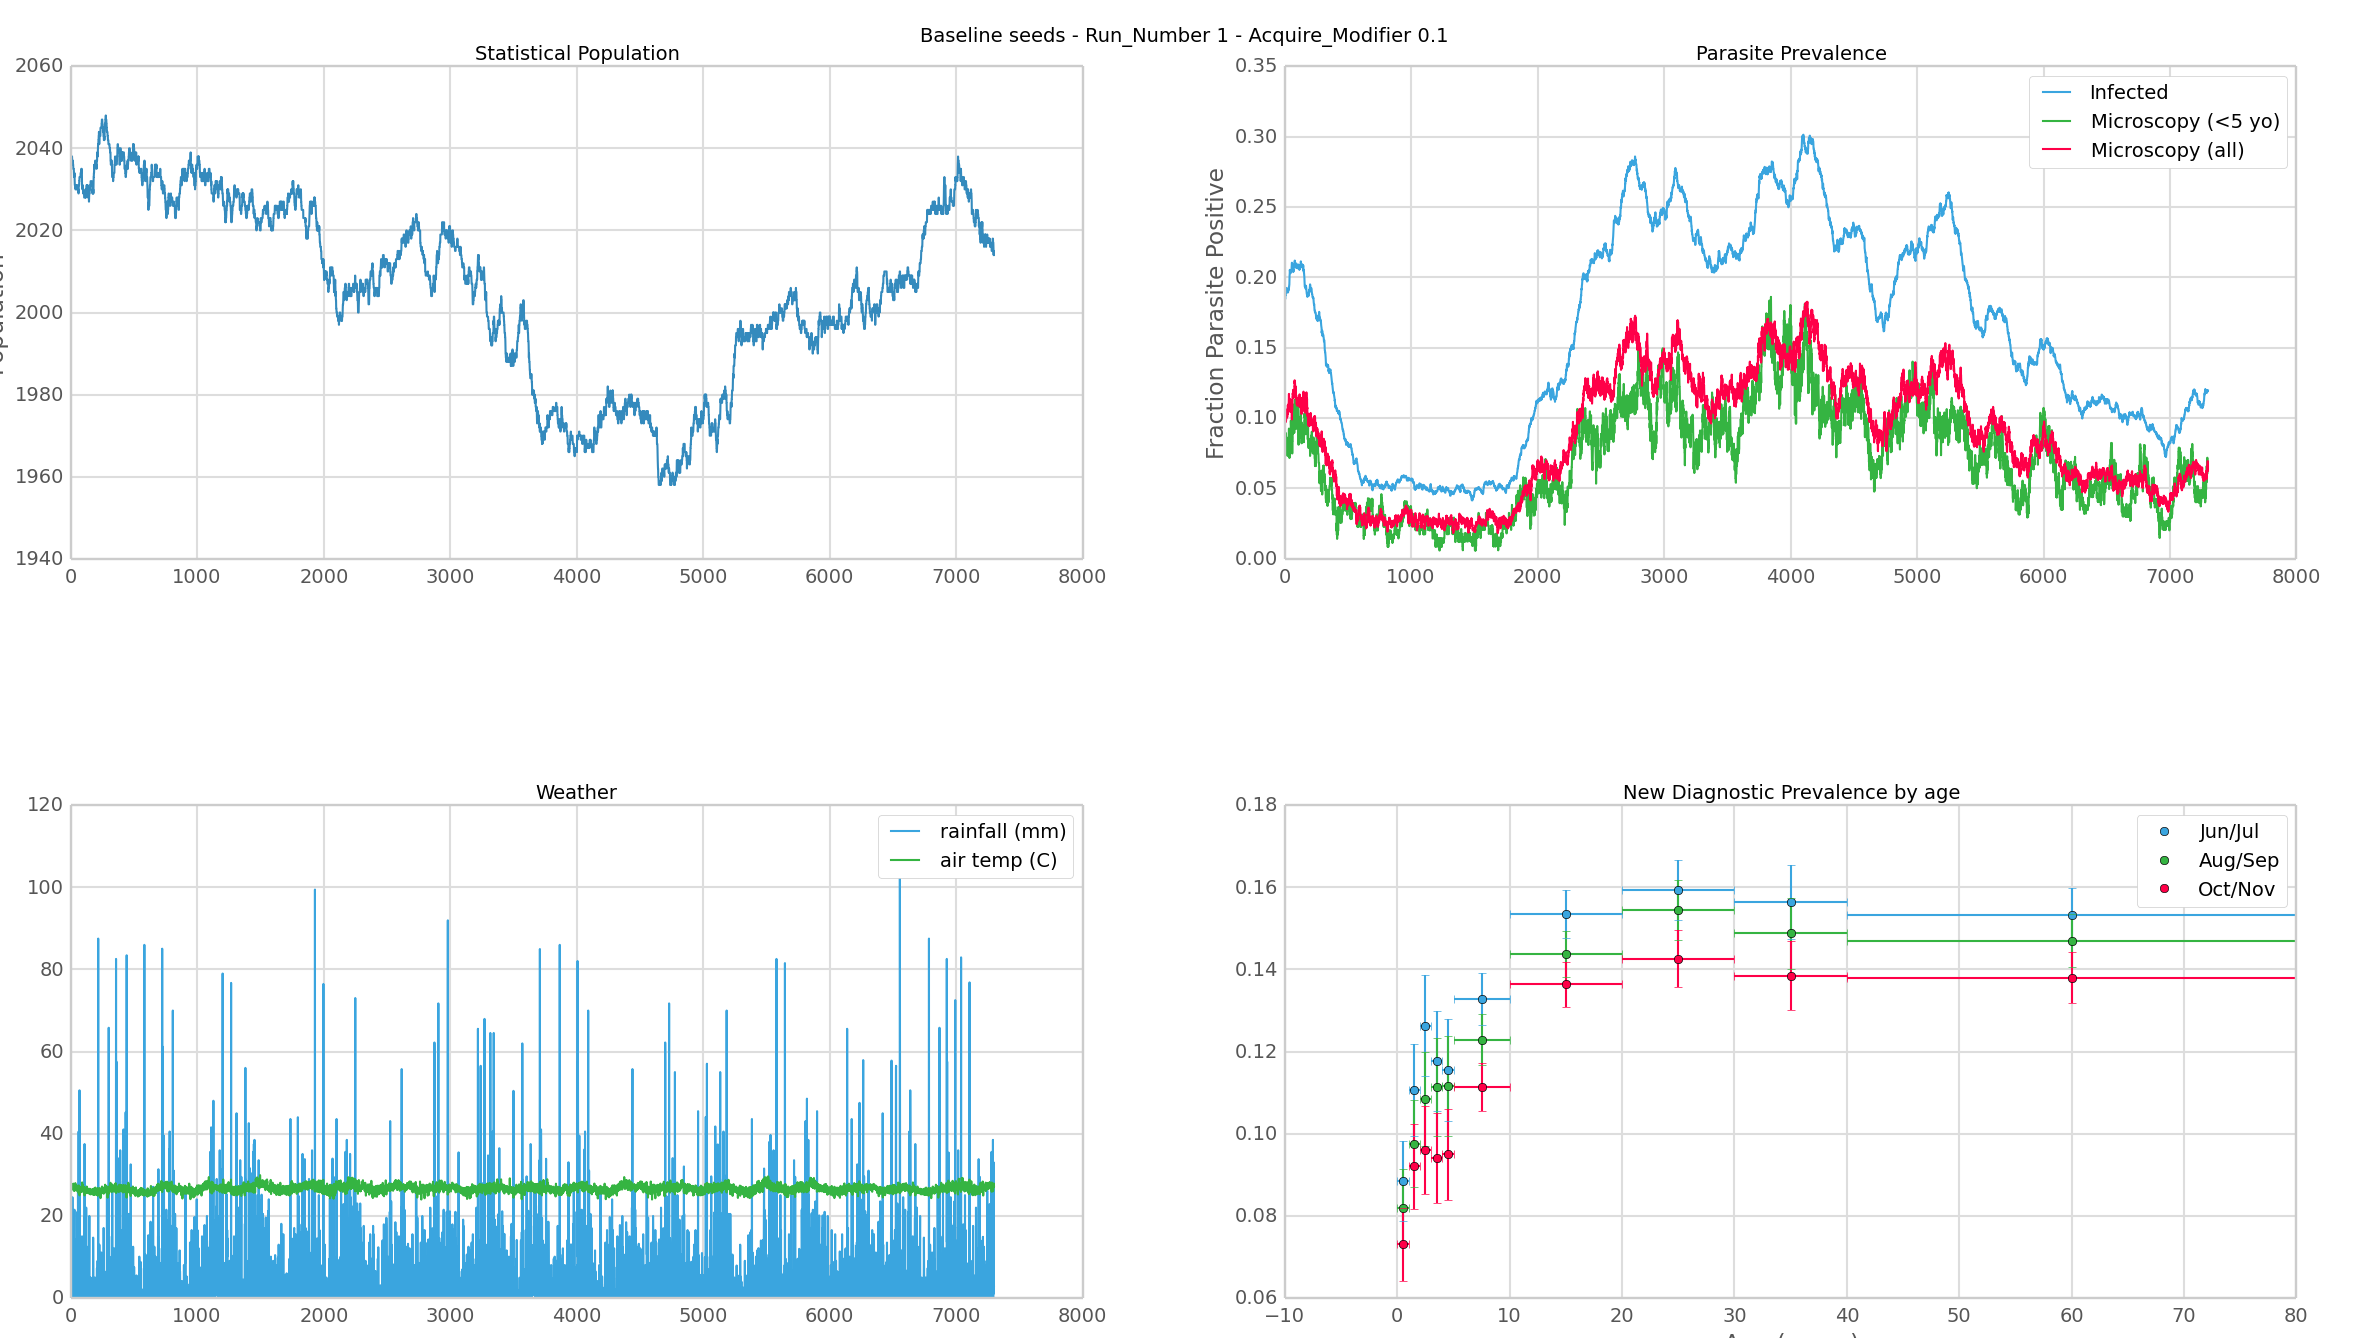 Baseline seeds - Run_Number 1 - Acquire_Modifier 0.1
Statistical Population
2060
2040
2020
2000
1980
1960
1940
0 1000 2000 3000 4000 5000 6000 7000 8000
Parasite Prevalence
Fraction Parasite Positive
0.35
0.30
0.25
0.20
0.15
0.10
0.05
0.00
Infected
Microscopy (<5 yo)
Microscopy (all)
0 1000 2000 3000 4000 5000 6000 7000 8000
Weather
120
100
80
60
40
20
0
rainfall (mm)
air temp (C)
0 1000 2000 3000 4000 5000 6000 7000 8000
New Diagnostic Prevalence by age
0.18
0.16
0.14
0.12
0.10
0.08
0.06
Jun/Jul
Aug/Sep
Oct/Nov
−10 0 10 20 30 40 50 60 70 80